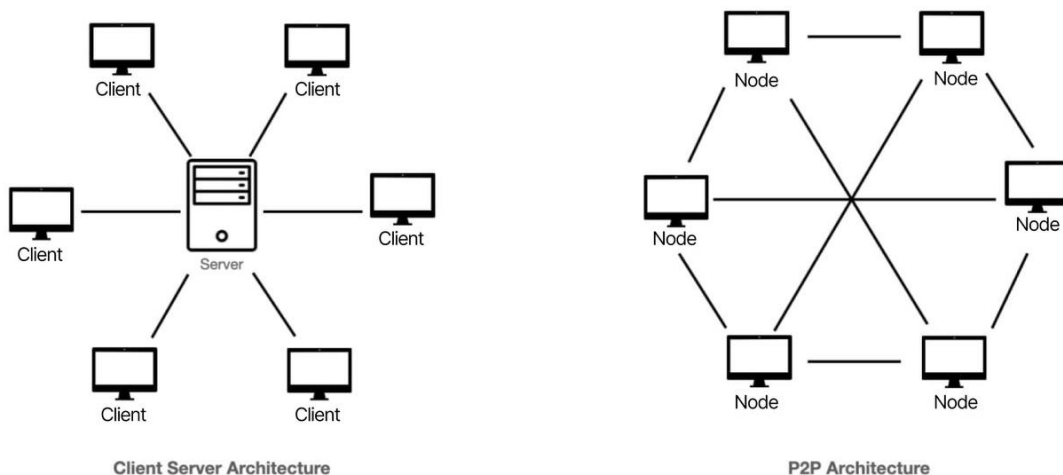 Client
Client
Client
Server
Client
Client
Client
Client Server Architecture
Node
Node
Node
Node
Node
Node
P2P Architecture